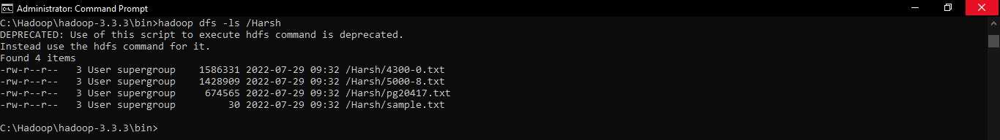 Administrator: Command Prompt
C:\Hadoop\hadoop-3.3.3\bin>hadoop dfs -ls /Harsh
DEPRECATED: Use of this script to execute hdfs command is deprecated.
Instead use the hdfs command for it.
Found 4 items
-rw-r--r--   3 User supergroup    1586331 2022-07-29 09:32 /Harsh/4300-0.txt
-rw-r--r--   3 User supergroup    1428909 2022-07-29 09:32 /Harsh/5000-8.txt
-rw-r--r--   3 User supergroup     674565 2022-07-29 09:32 /Harsh/pg20417.txt
-rw-r--r--   3 User supergroup         30 2022-07-29 09:32 /Harsh/sample.txt
C:\Hadoop\hadoop-3.3.3\bin>